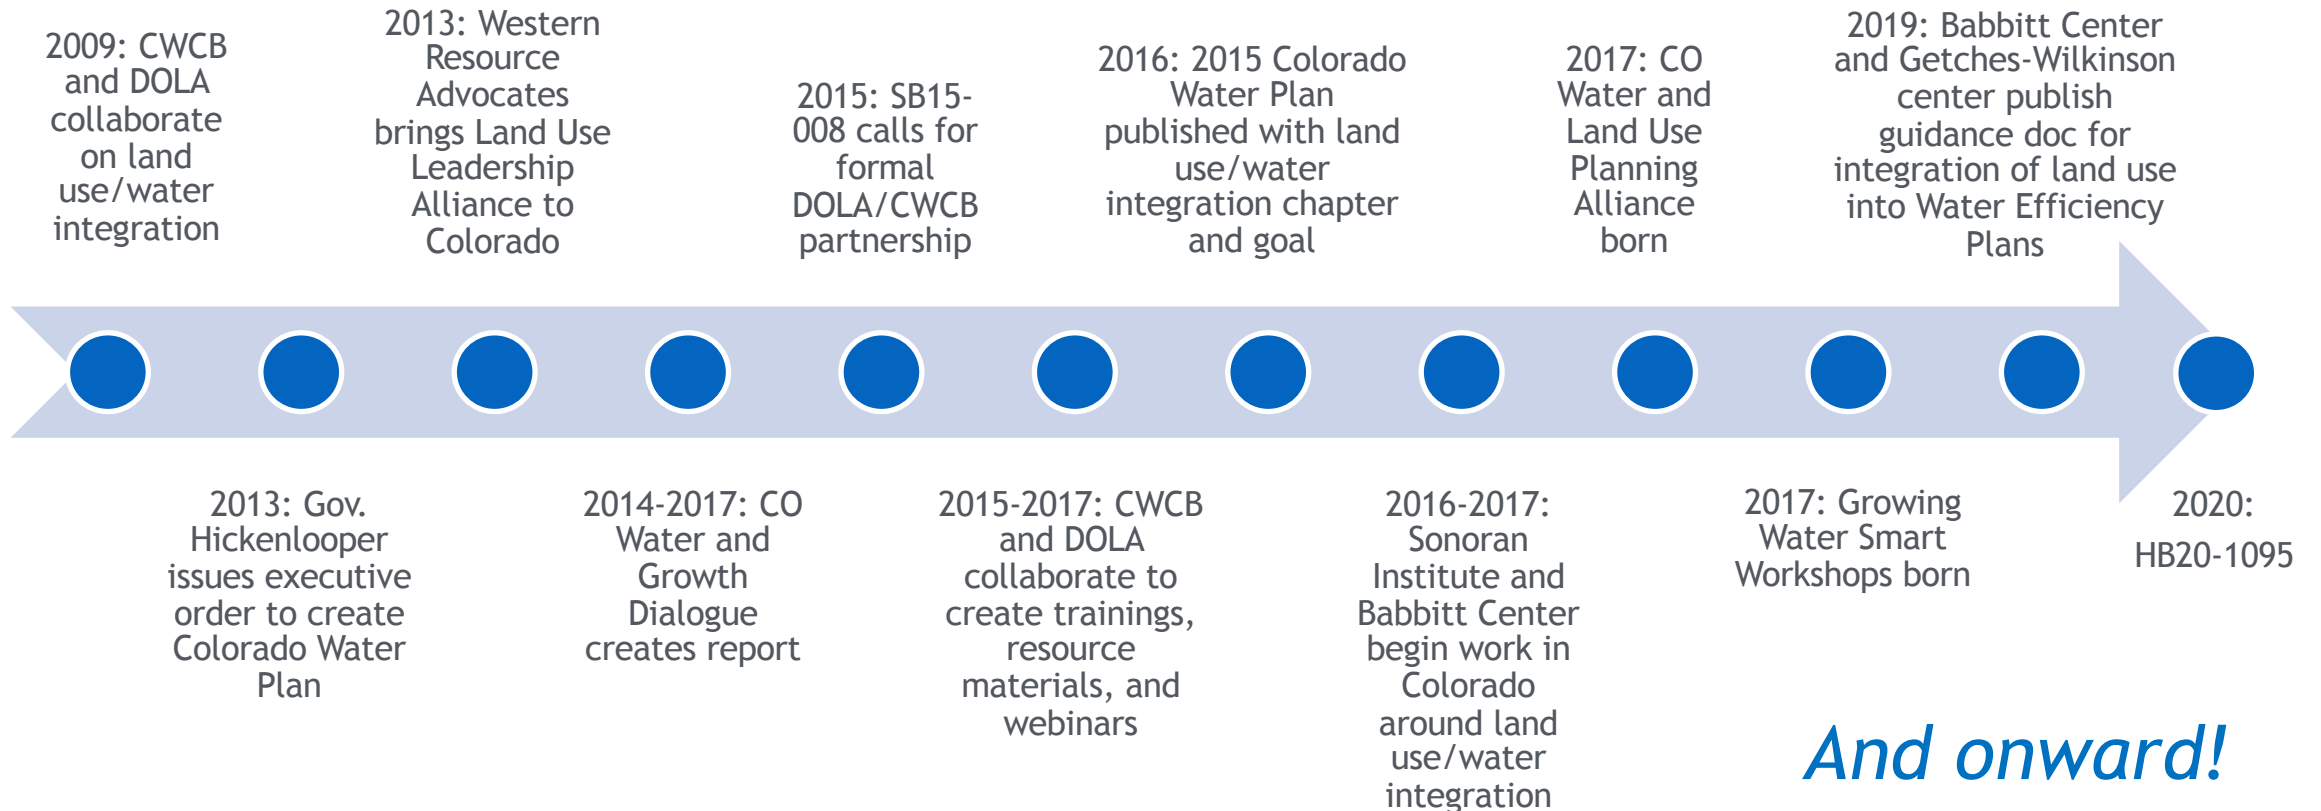 2009: CWCB
and DOLA
collaborate
on land
use/water
integration
2013: Gov.
Hickenlooper
issues executive
order to create
Colorado Water
Plan
2013: Western
Resource
Advocates
brings Land Use
Leadership
Alliance to
Colorado
2014-2017: CO
Water and
Growth
Dialogue
creates report
2015: SB15-
008 calls for
formal
DOLA/CWCB
partnership
2015-2017: CWCB
and DOLA
collaborate to
create trainings,
resource
materials, and
webinars
2016: 2015 Colorado
Water Plan
published with land
use/water
integration chapter
and goal
2016-2017:
Sonoran
Institute and
Babbitt Center
begin work in
Colorado
around land
use/water
integration
2017: CO
Water and
Land Use
Planning
Alliance
born
2017: Growing
Water Smart
Workshops born
2019: Babbitt Center
and Getches-Wilkinson
center publish
guidance doc for
integration of land use
into Water Efficiency
Plans
2020:
HB20-1095
And onward!